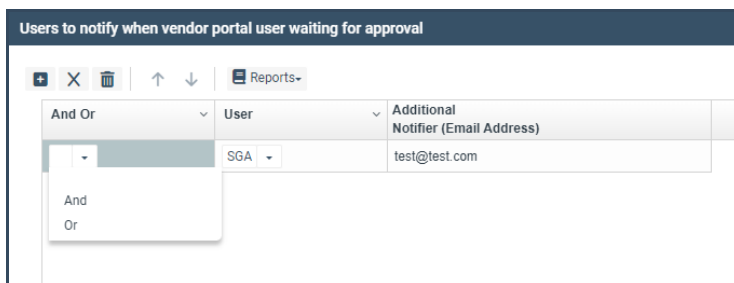 Users to notify when vendor portal user waiting for approval
Reports
And Or
User
Additional
Notifier (Email Address)
SGA
test@test.com
And
Or